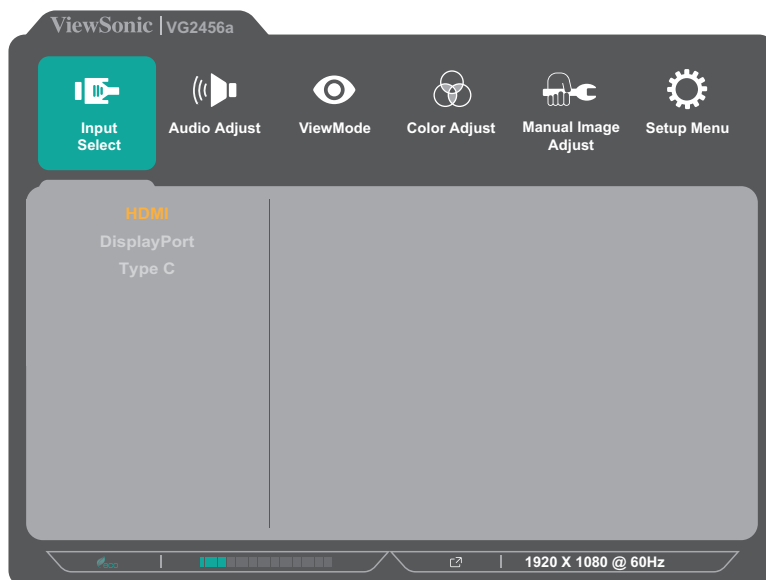 ViewSonic | VG2456a
Input
Select
Audio Adjust
ViewMode
Color Adjust
Manual Image
Adjust
Setup Menu
HDMI
DisplayPort
Type C
eco
1920 X 1080 @ 60Hz